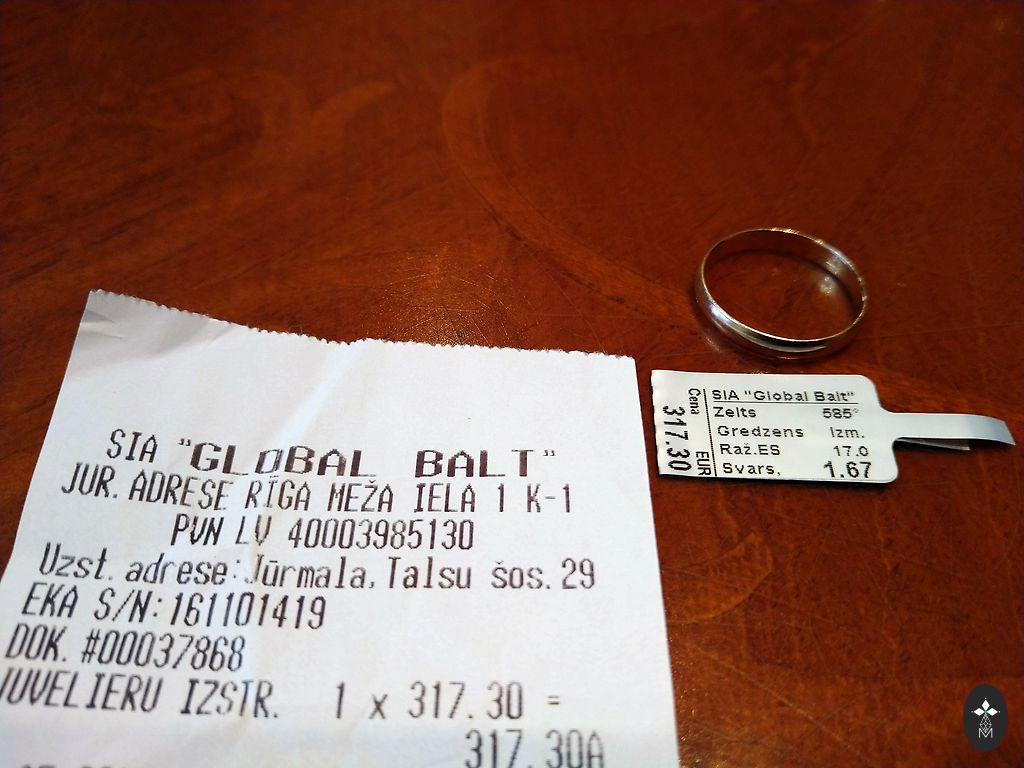 SIA "GLOBAL BALT"
JUR. ADRESE RĪGA MEŽA IELA 1 K-1
PVN LV 40003985130
Uzst. adrese: Jūrmala, Talsu šos. 29
EKA S/N: 161101419
DOK. #00037868
JUVELIERU IZSTR. 1 x 317.30 =
317.30A
Cena
317.30
EUR
SIA "Global Balt"
Zelts 585°
Gredzens Izm.
Raž.ES 17.0
Svars, 1.67
M